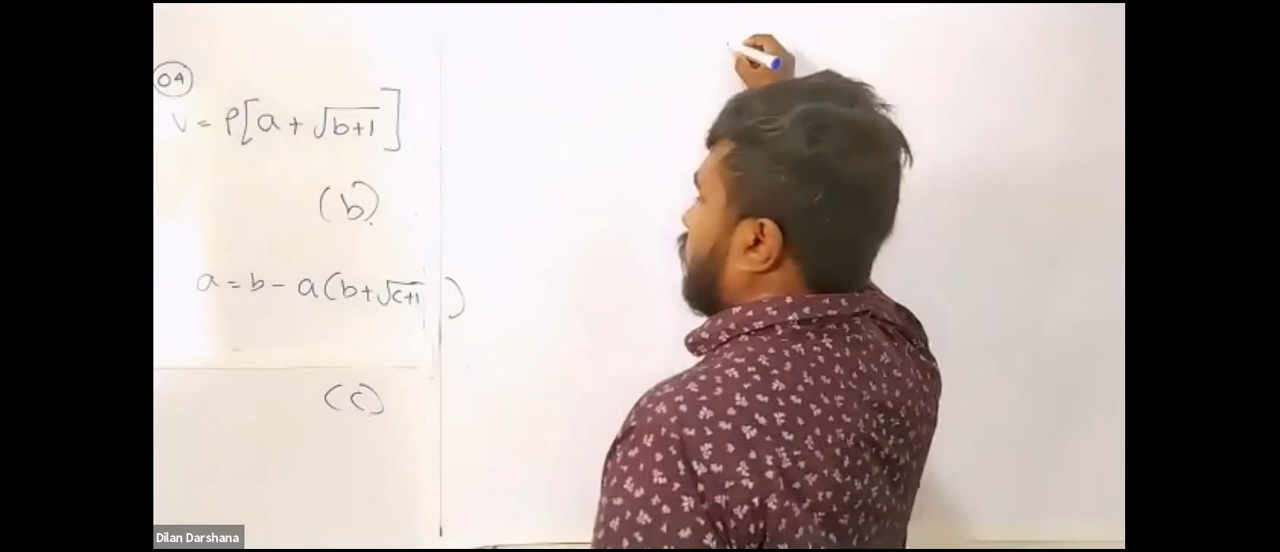 04
V = P[a + √b+1]
(b)
a = b - a(b+√c+1 )
(c)
Dilan Darshana